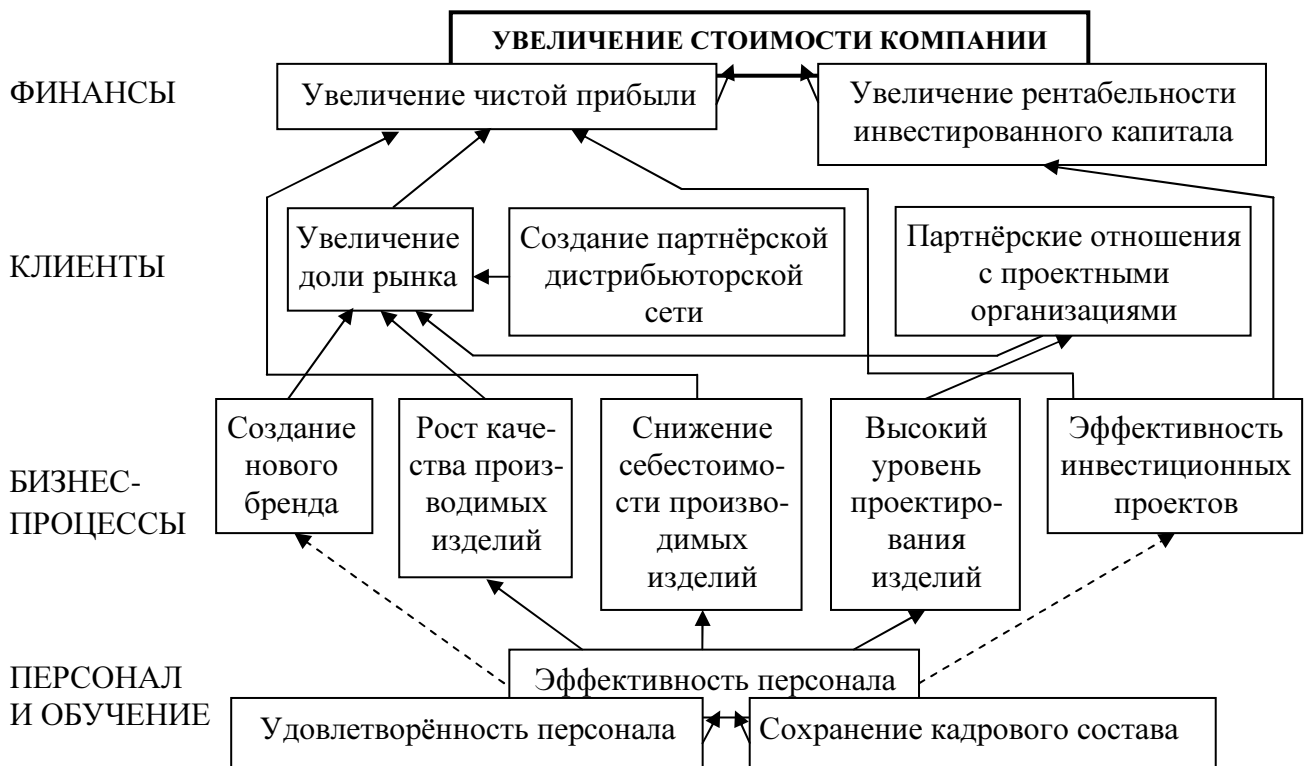 УВЕЛИЧЕНИЕ СТОИМОСТИ КОМПАНИИ
ФИНАНСЫ
Увеличение чистой прибыли
Увеличение рентабельности
инвестированного капитала
КЛИЕНТЫ
Увеличение
доли рынка
Создание партнёрской
дистрибьюторской
сети
Партнёрские отношения
с проектными
организациями
БИЗНЕС-
ПРОЦЕССЫ
Создание
нового
бренда
Рост каче-
ства произ-
водимых
изделий
Снижение
себестоимо-
сти произво-
димых
изделий
Высокий
уровень
проектиро-
вания
изделий
Эффективность
инвестиционных
проектов
ПЕРСОНАЛ
И ОБУЧЕНИЕ
Эффективность персонала
Удовлетворённость персонала
Сохранение кадрового состава